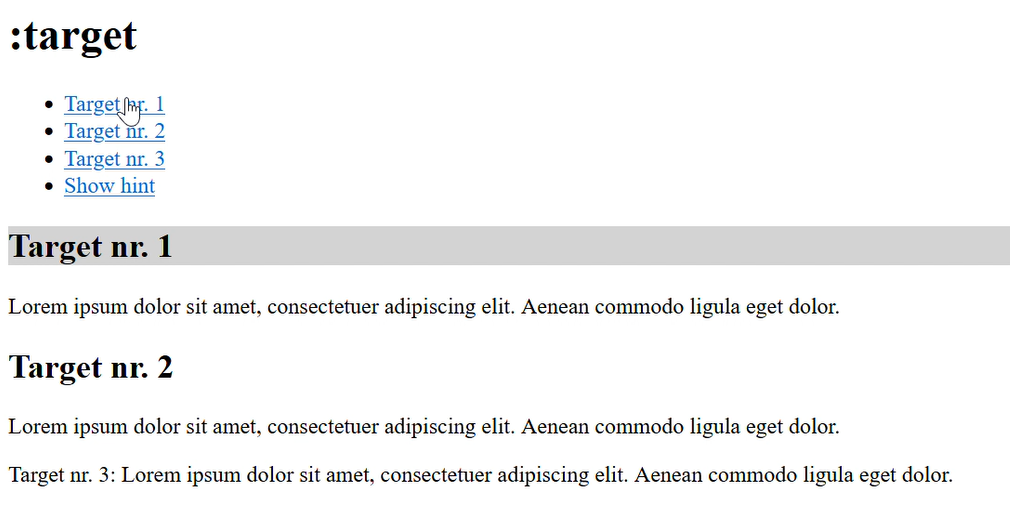 :target
Target nr. 1
Target nr. 2
Target nr. 3
Show hint
Target nr. 1
Lorem ipsum dolor sit amet, consectetuer adipiscing elit. Aenean commodo ligula eget dolor.
Target nr. 2
Lorem ipsum dolor sit amet, consectetuer adipiscing elit. Aenean commodo ligula eget dolor.
Target nr. 3: Lorem ipsum dolor sit amet, consectetuer adipiscing elit. Aenean commodo ligula eget dolor.